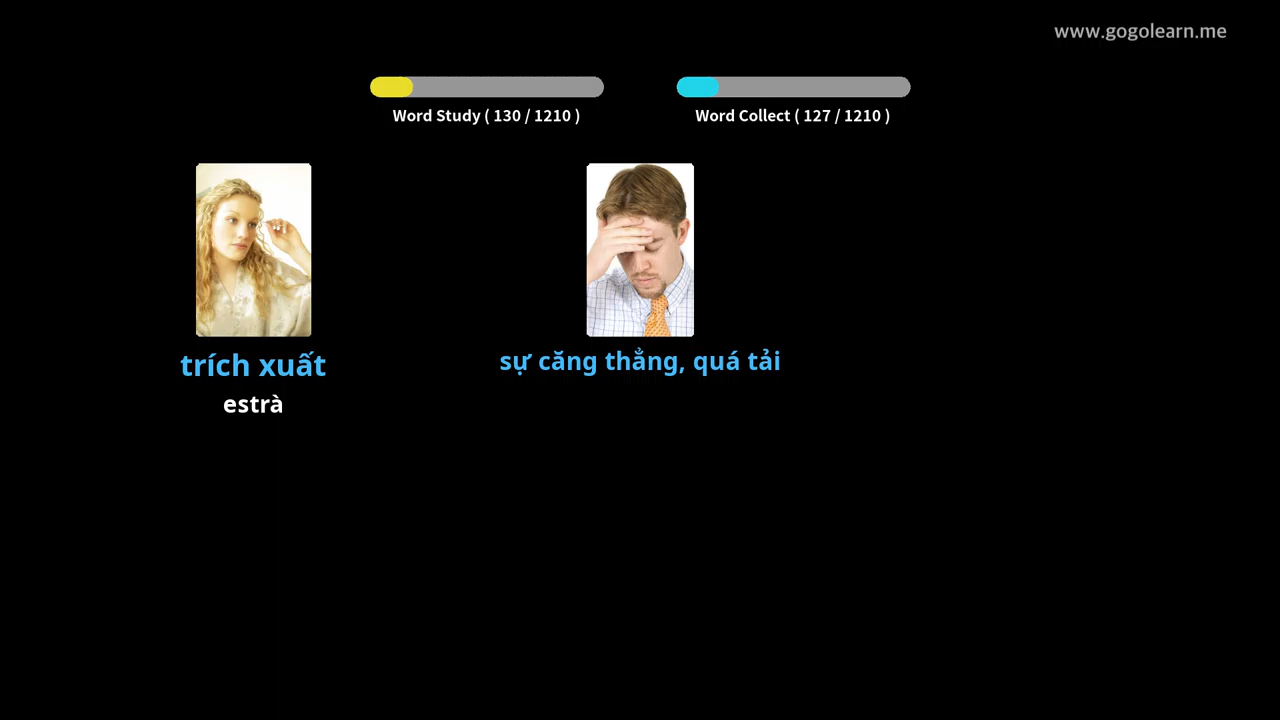 www.gogolearn.me
Word Study ( 130 / 1210 )
Word Collect ( 127 / 1210 )
trích xuất
estrà
sự căng thẳng, quá tải